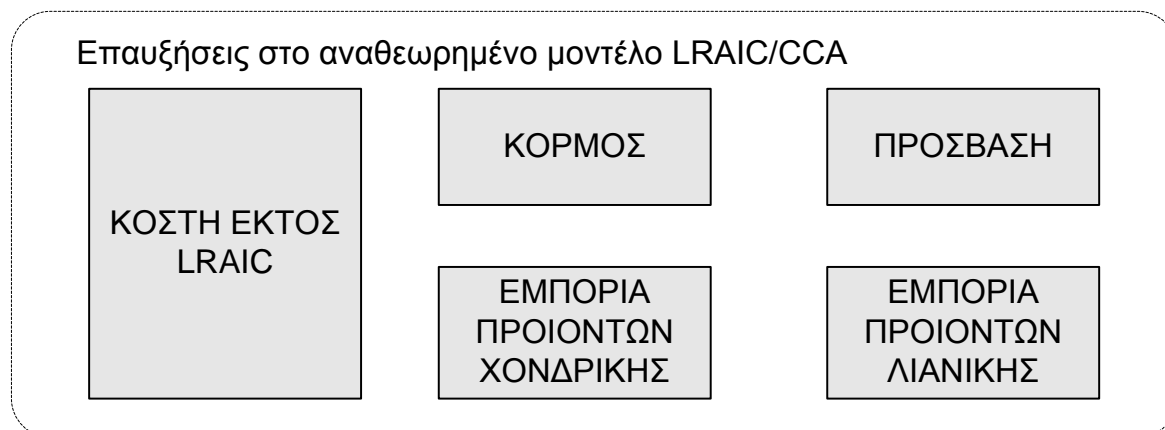 Επαυξήσεις στο αναθεωρημένο μοντέλο LRAIC/CCA
ΚΟΣΤΗ ΕΚΤΟΣ
LRAIC
ΚΟΡΜΟΣ
ΠΡΟΣΒΑΣΗ
ΕΜΠΟΡΙΑ
ΠΡΟΙΟΝΤΩΝ
ΧΟΝΔΡΙΚΗΣ
ΕΜΠΟΡΙΑ
ΠΡΟΙΟΝΤΩΝ
ΛΙΑΝΙΚΗΣ